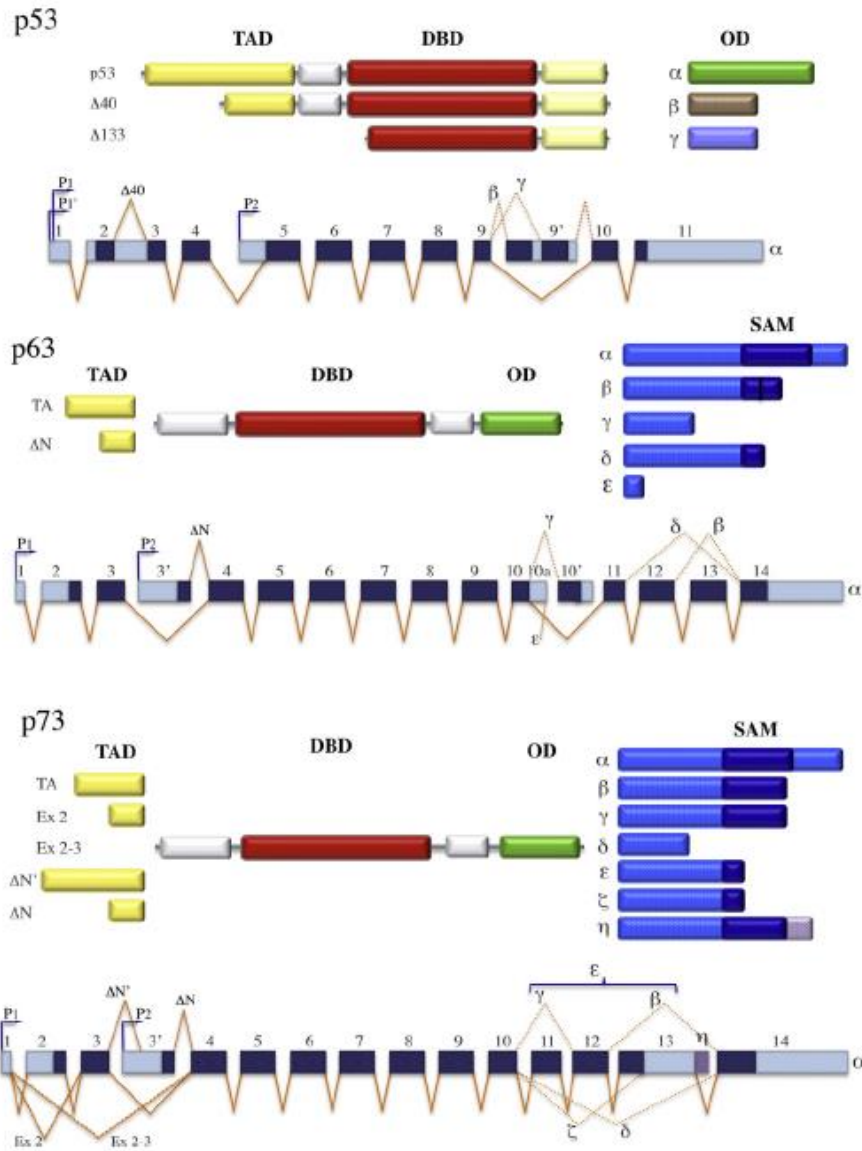 p53
TAD DBD OD
p53 α
Δ40 β
Δ133 γ
P1 Δ40 P2 β γ
P1'
1 2 3 4 5 6 7 8 9 9' 10 11 α
p63
SAM
α
TAD DBD OD
β
TA
γ
ΔN
δ
ε
P1 P2 ΔN γ δ β
1 2 3 3' 4 5 6 7 8 9 10 10a 10' 11 12 13 14 α
ε
p73
SAM
TAD DBD OD
α
TA
β
Ex 2
γ
Ex 2-3
δ
ΔN'
ε
ΔN
ζ
η
ε
ΔN' ΔN γ β
P1 P2
1 2 3 3' 4 5 6 7 8 9 10 11 12 13 η 14 α
Ex 2 Ex 2-3 ζ δ